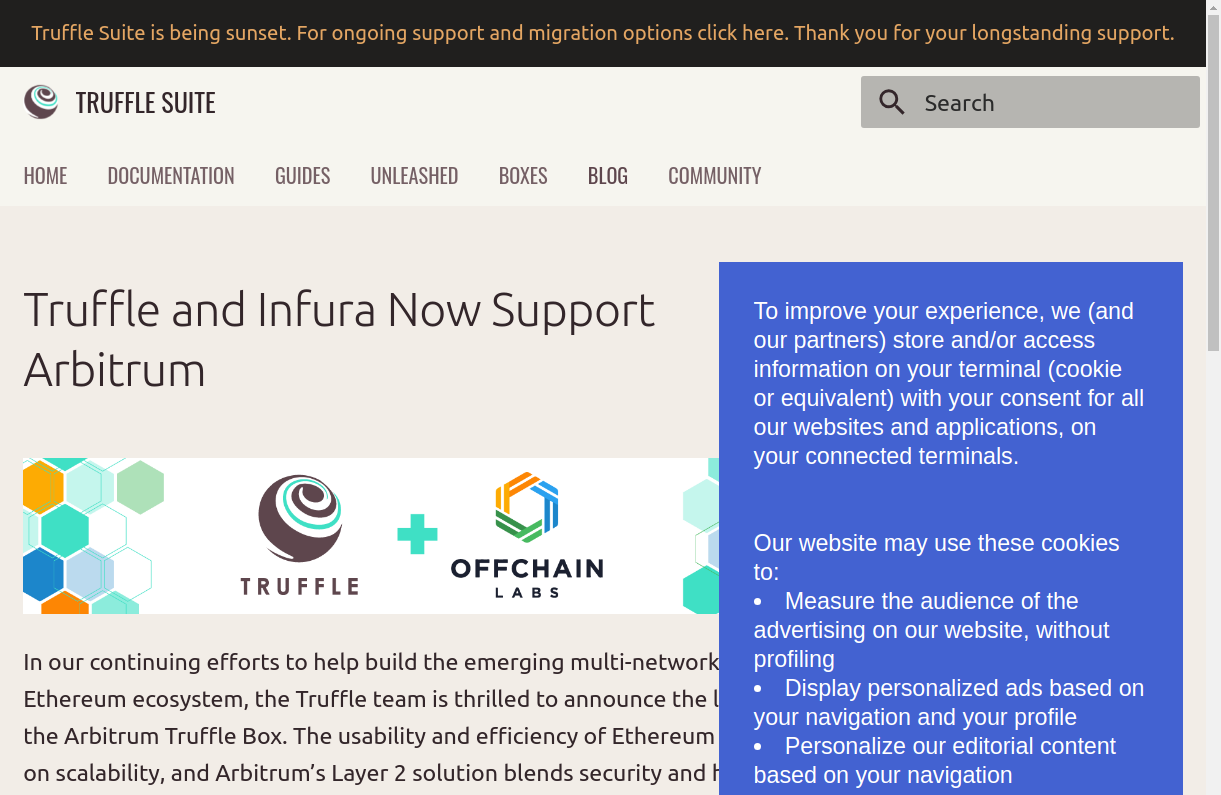 Truffle Suite is being sunset. For ongoing support and migration options click here. Thank you for your longstanding support.
TRUFFLE SUITE
Search
HOME
DOCUMENTATION
GUIDES
UNLEASHED
BOXES
BLOG
COMMUNITY
Truffle and Infura Now Support
Arbitrum
TRUFFLE
OFFCHAIN
LABS
In our continuing efforts to help build the emerging multi-network
Ethereum ecosystem, the Truffle team is thrilled to announce the
the Arbitrum Truffle Box. The usability and efficiency of Ethereum
on scalability, and Arbitrum’s Layer 2 solution blends security and
To improve your experience, we (and
our partners) store and/or access
information on your terminal (cookie
or equivalent) with your consent for all
our websites and applications, on
your connected terminals.
Our website may use these cookies
to:
• Measure the audience of the
advertising on our website, without
profiling
• Display personalized ads based on
your navigation and your profile
• Personalize our editorial content
based on your navigation